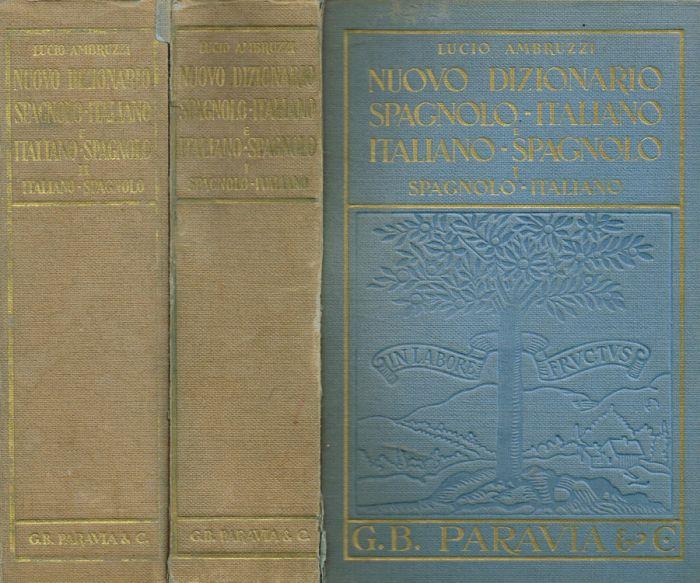 LUCIO AMBRUZZI
NUOVO DIZIONARIO
SPAGNOLO-ITALIANO
E
ITALIANO-SPAGNOLO
II
ITALIANO-SPAGNOLO
G.B. PARAVIA & C.
LUCIO AMBRUZZI
NUOVO DIZIONARIO
SPAGNOLO-ITALIANO
E
ITALIANO-SPAGNOLO
I
SPAGNOLO-ITALIANO
G.B. PARAVIA & C.
LUCIO AMBRUZZI
NUOVO DIZIONARIO
SPAGNOLO-ITALIANO
E
ITALIANO-SPAGNOLO
I
SPAGNOLO-ITALIANO
IN LABORE FRVCTVS
G.B. PARAVIA & C.